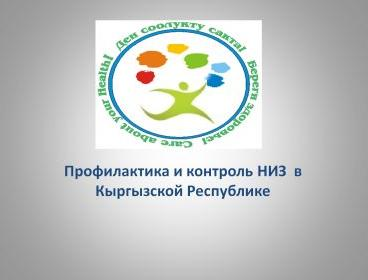 Ден соолукту сакта!
Береги здоровье!
Care about your Health!
Профилактика и контроль НИЗ в
Кыргызской Республике